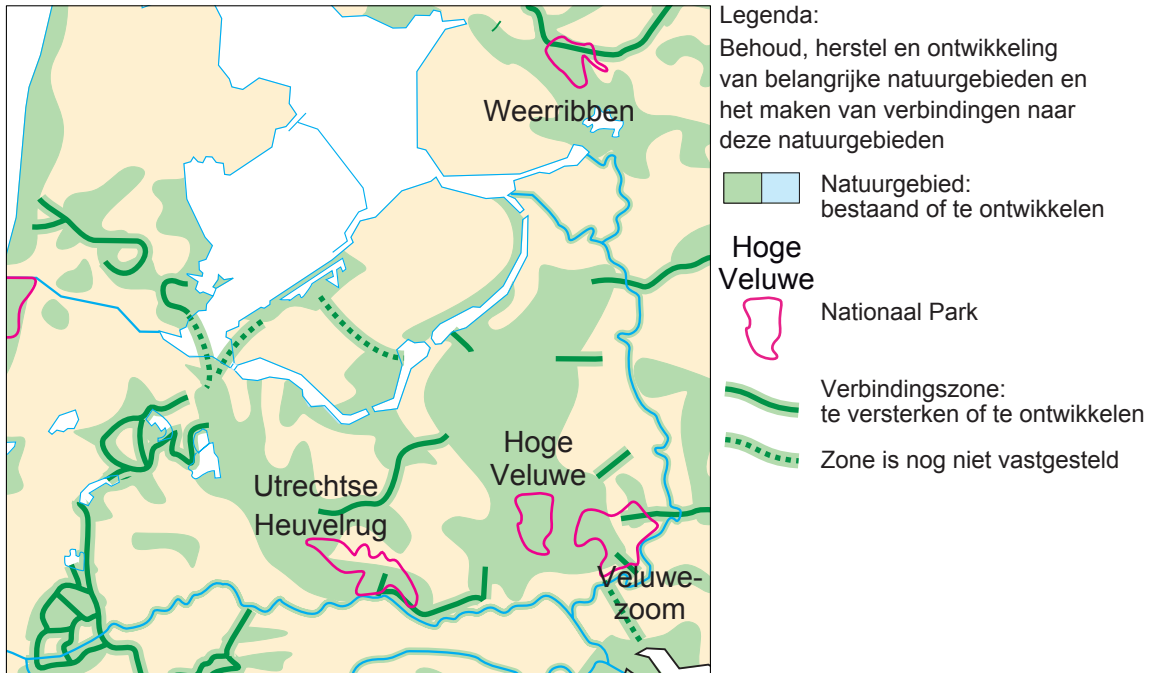 Weerribben
Hoge
Veluwe
Utrechtse
Heuvelrug
Veluwe-
zoom
Legenda:
Behoud, herstel en ontwikkeling
van belangrijke natuurgebieden en
het maken van verbindingen naar
deze natuurgebieden
Natuurgebied:
bestaand of te ontwikkelen
Hoge
Veluwe
Nationaal Park
Verbindingszone:
te versterken of te ontwikkelen
Zone is nog niet vastgesteld